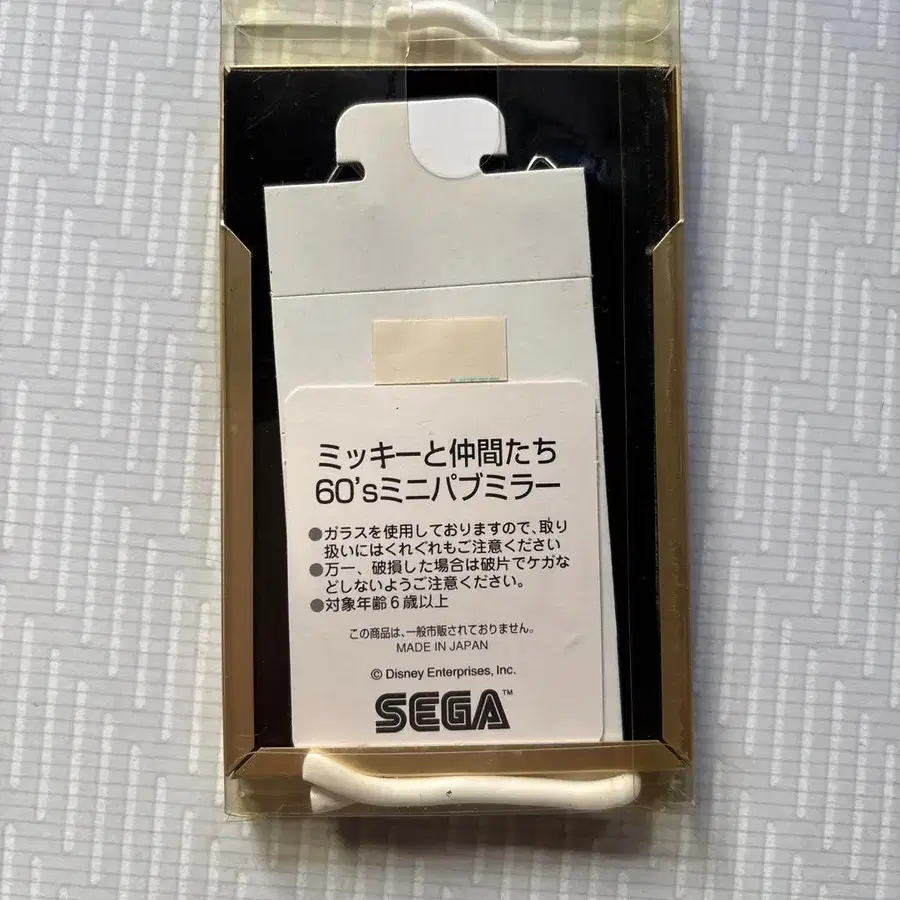 ミッキーと仲間たち
60'sミニパブミラー
●ガラスを使用しておりますので、取り
扱いにはくれぐれもご注意ください
●万一、破損した場合は破片でケガな
どしないようご注意ください。
●対象年齢6歳以上
この商品は、一般市販されておりません。
MADE IN JAPAN
© Disney Enterprises, Inc.
SEGA™